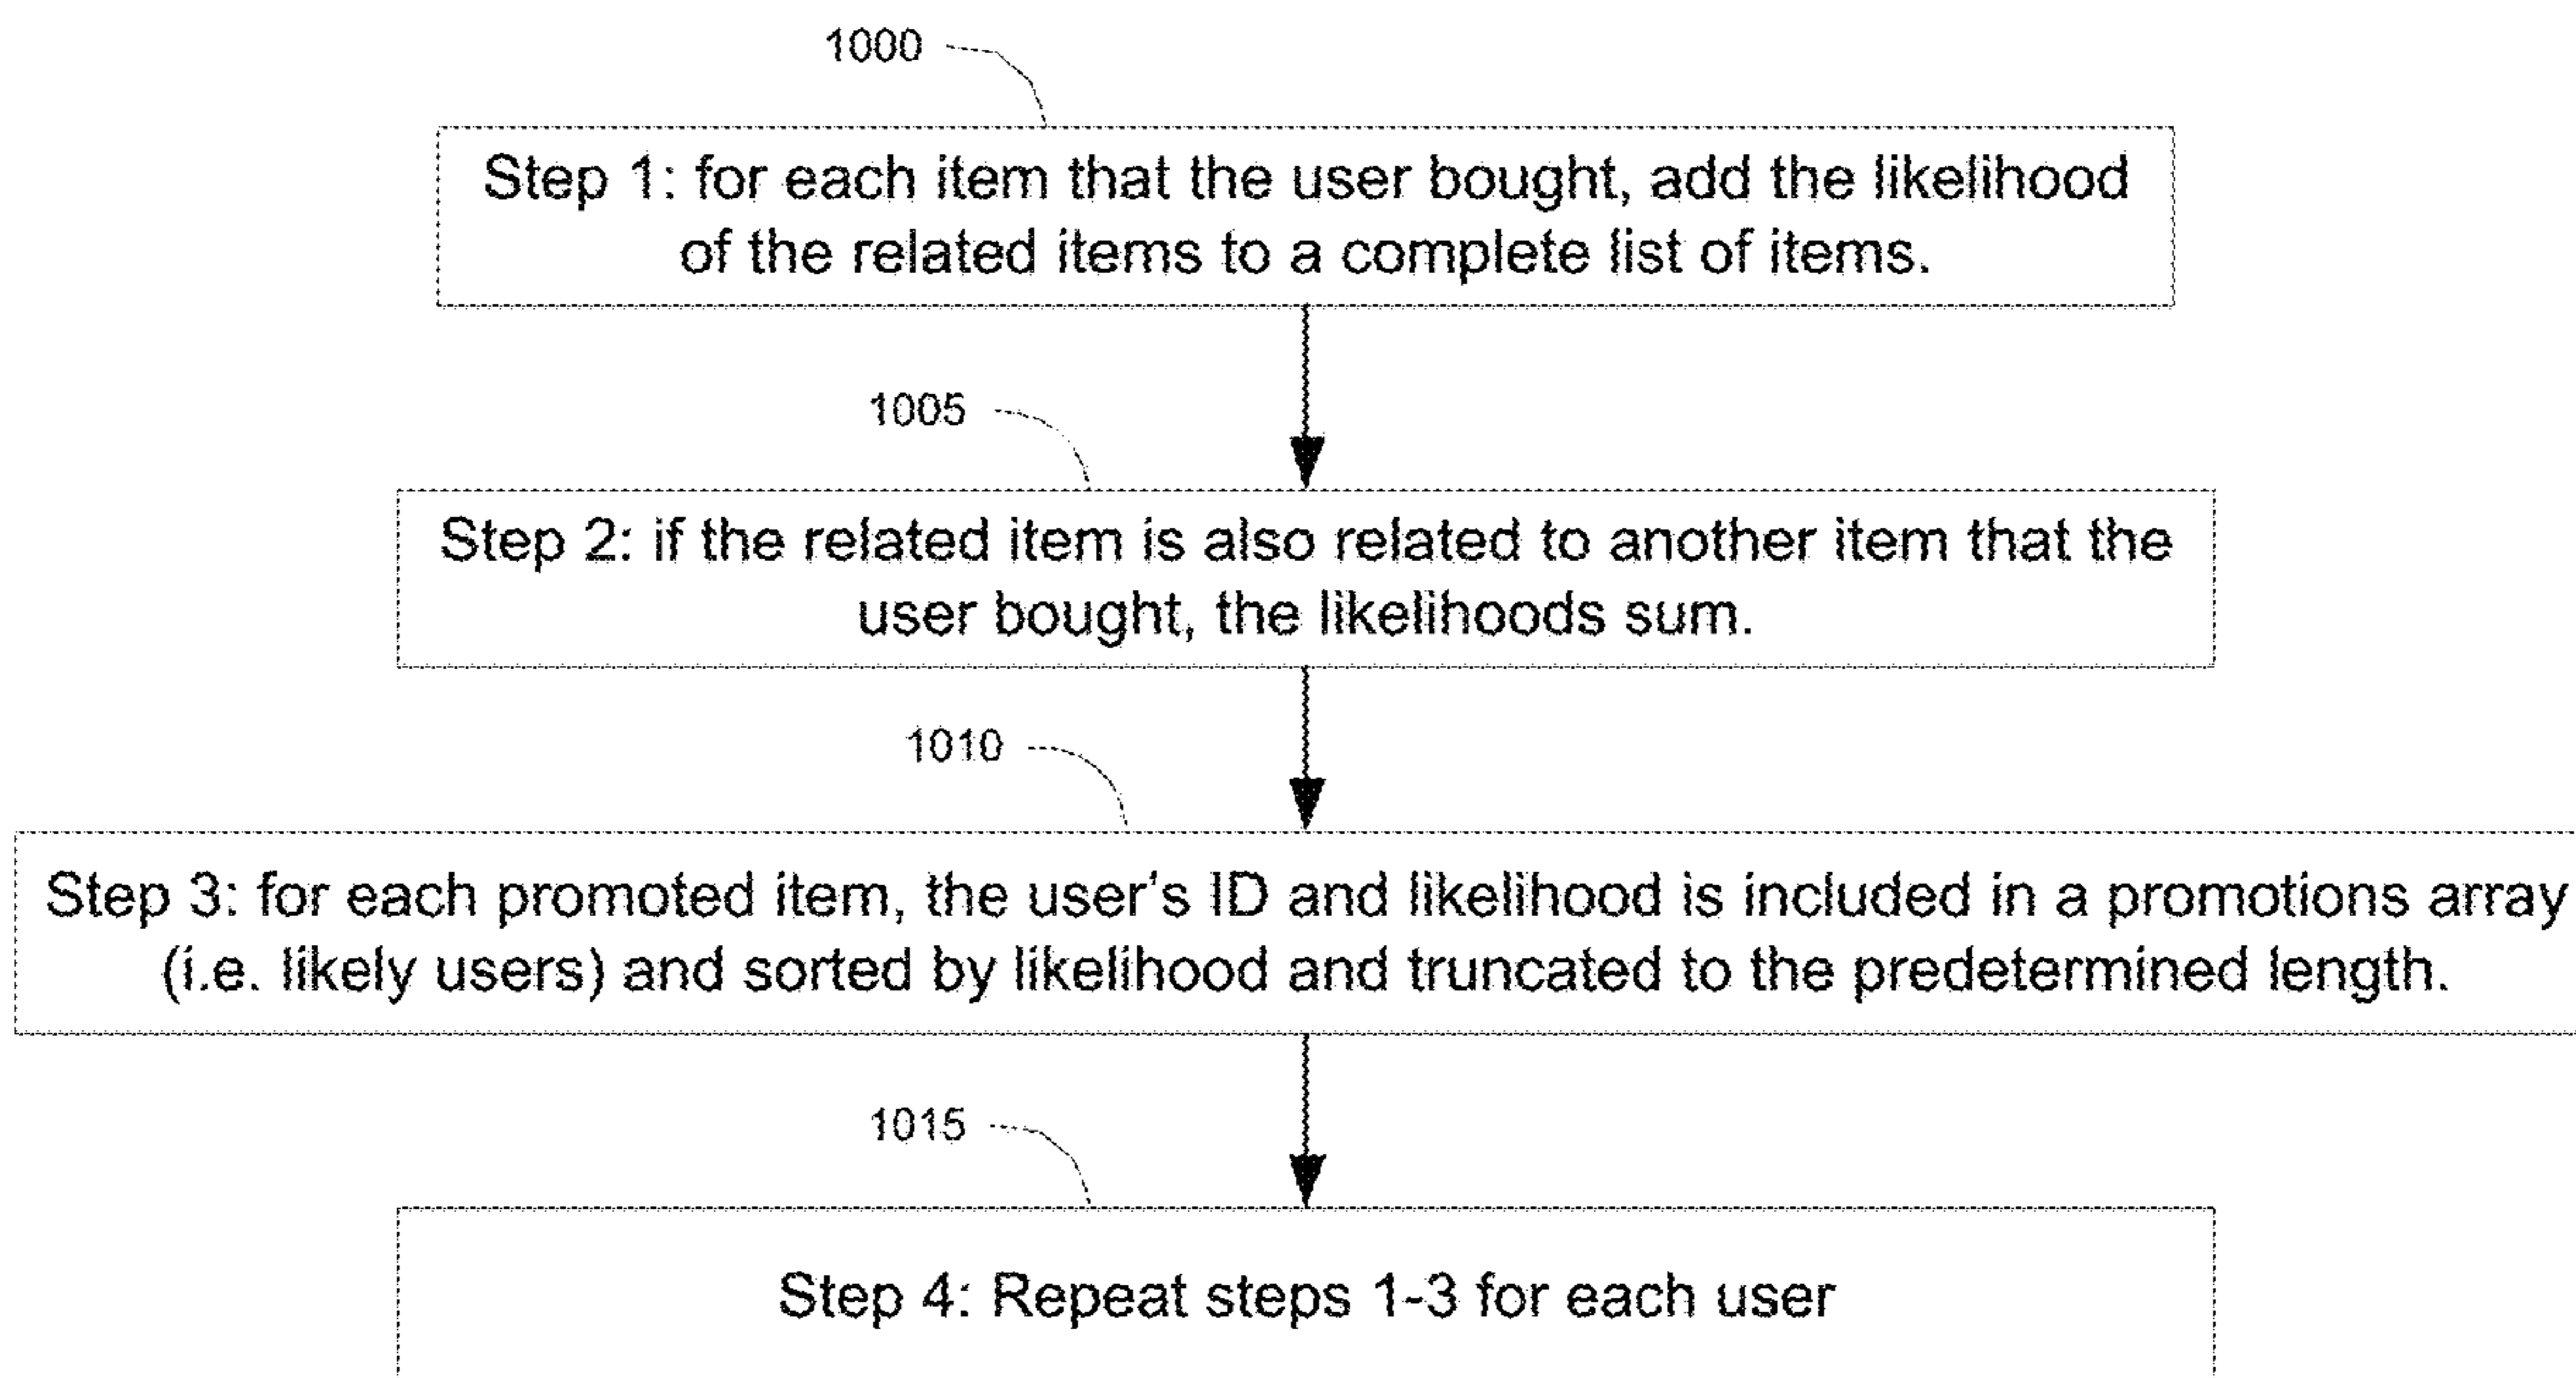 1000
Step 1: for each item that the user bought, add the likelihood
of the related items to a complete list of items.
1005
Step 2: if the related item is also related to another item that the
user bought, the likelihoods sum.
1010
Step 3: for each promoted item, the user's ID and likelihood is included in a promotions array
(i.e. likely users) and sorted by likelihood and truncated to the predetermined length.
1015
Step 4: Repeat steps 1-3 for each user